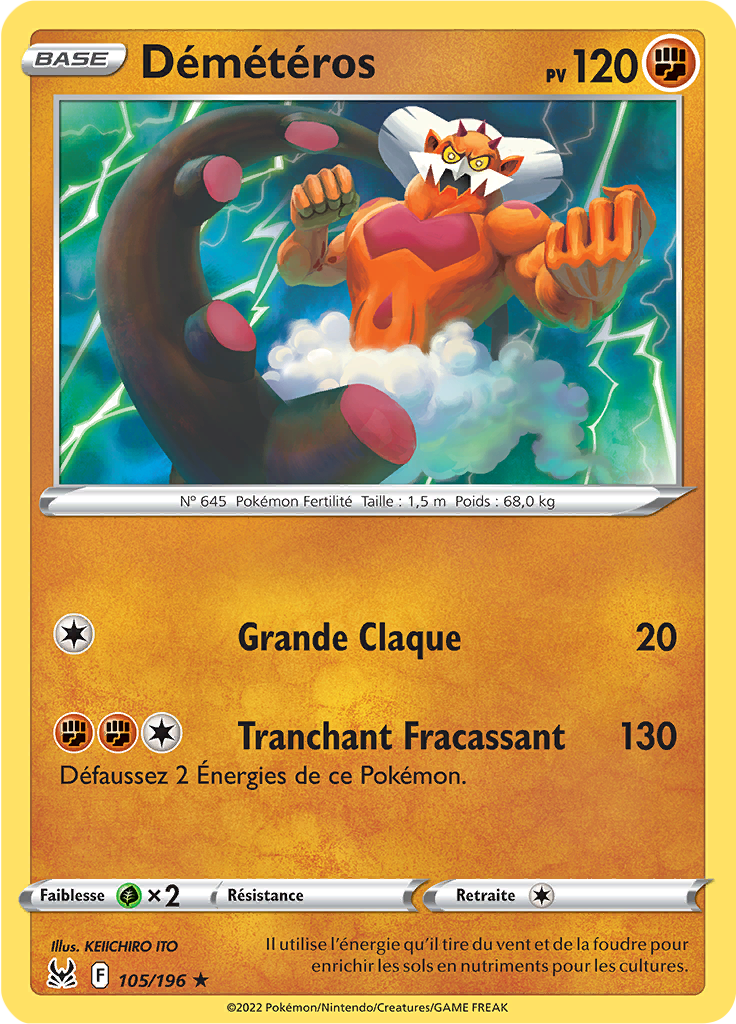 BASE
Démétéros
PV 120
N° 645 Pokémon Fertilité Taille : 1,5 m Poids : 68,0 kg
Grande Claque 20
Tranchant Fracassant 130
Défaussez 2 Énergies de ce Pokémon.
Faiblesse ×2 Résistance Retraite
Illus. KEIICHIRO ITO
Il utilise l'énergie qu'il tire du vent et de la foudre pour
enrichir les sols en nutriments pour les cultures.
F 105/196 ★
©2022 Pokémon/Nintendo/Creatures/GAME FREAK